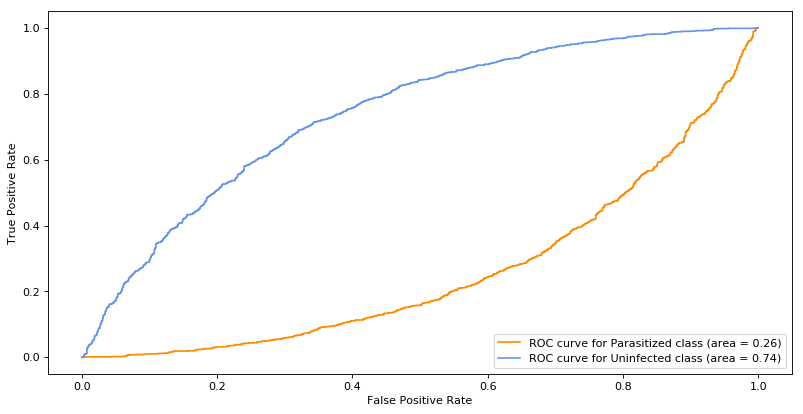 1.0
0.8
0.6
0.4
0.2
0.0
True Positive Rate
0.0 0.2 0.4 0.6 0.8 1.0
False Positive Rate
ROC curve for Parasitized class (area = 0.26)
ROC curve for Uninfected class (area = 0.74)